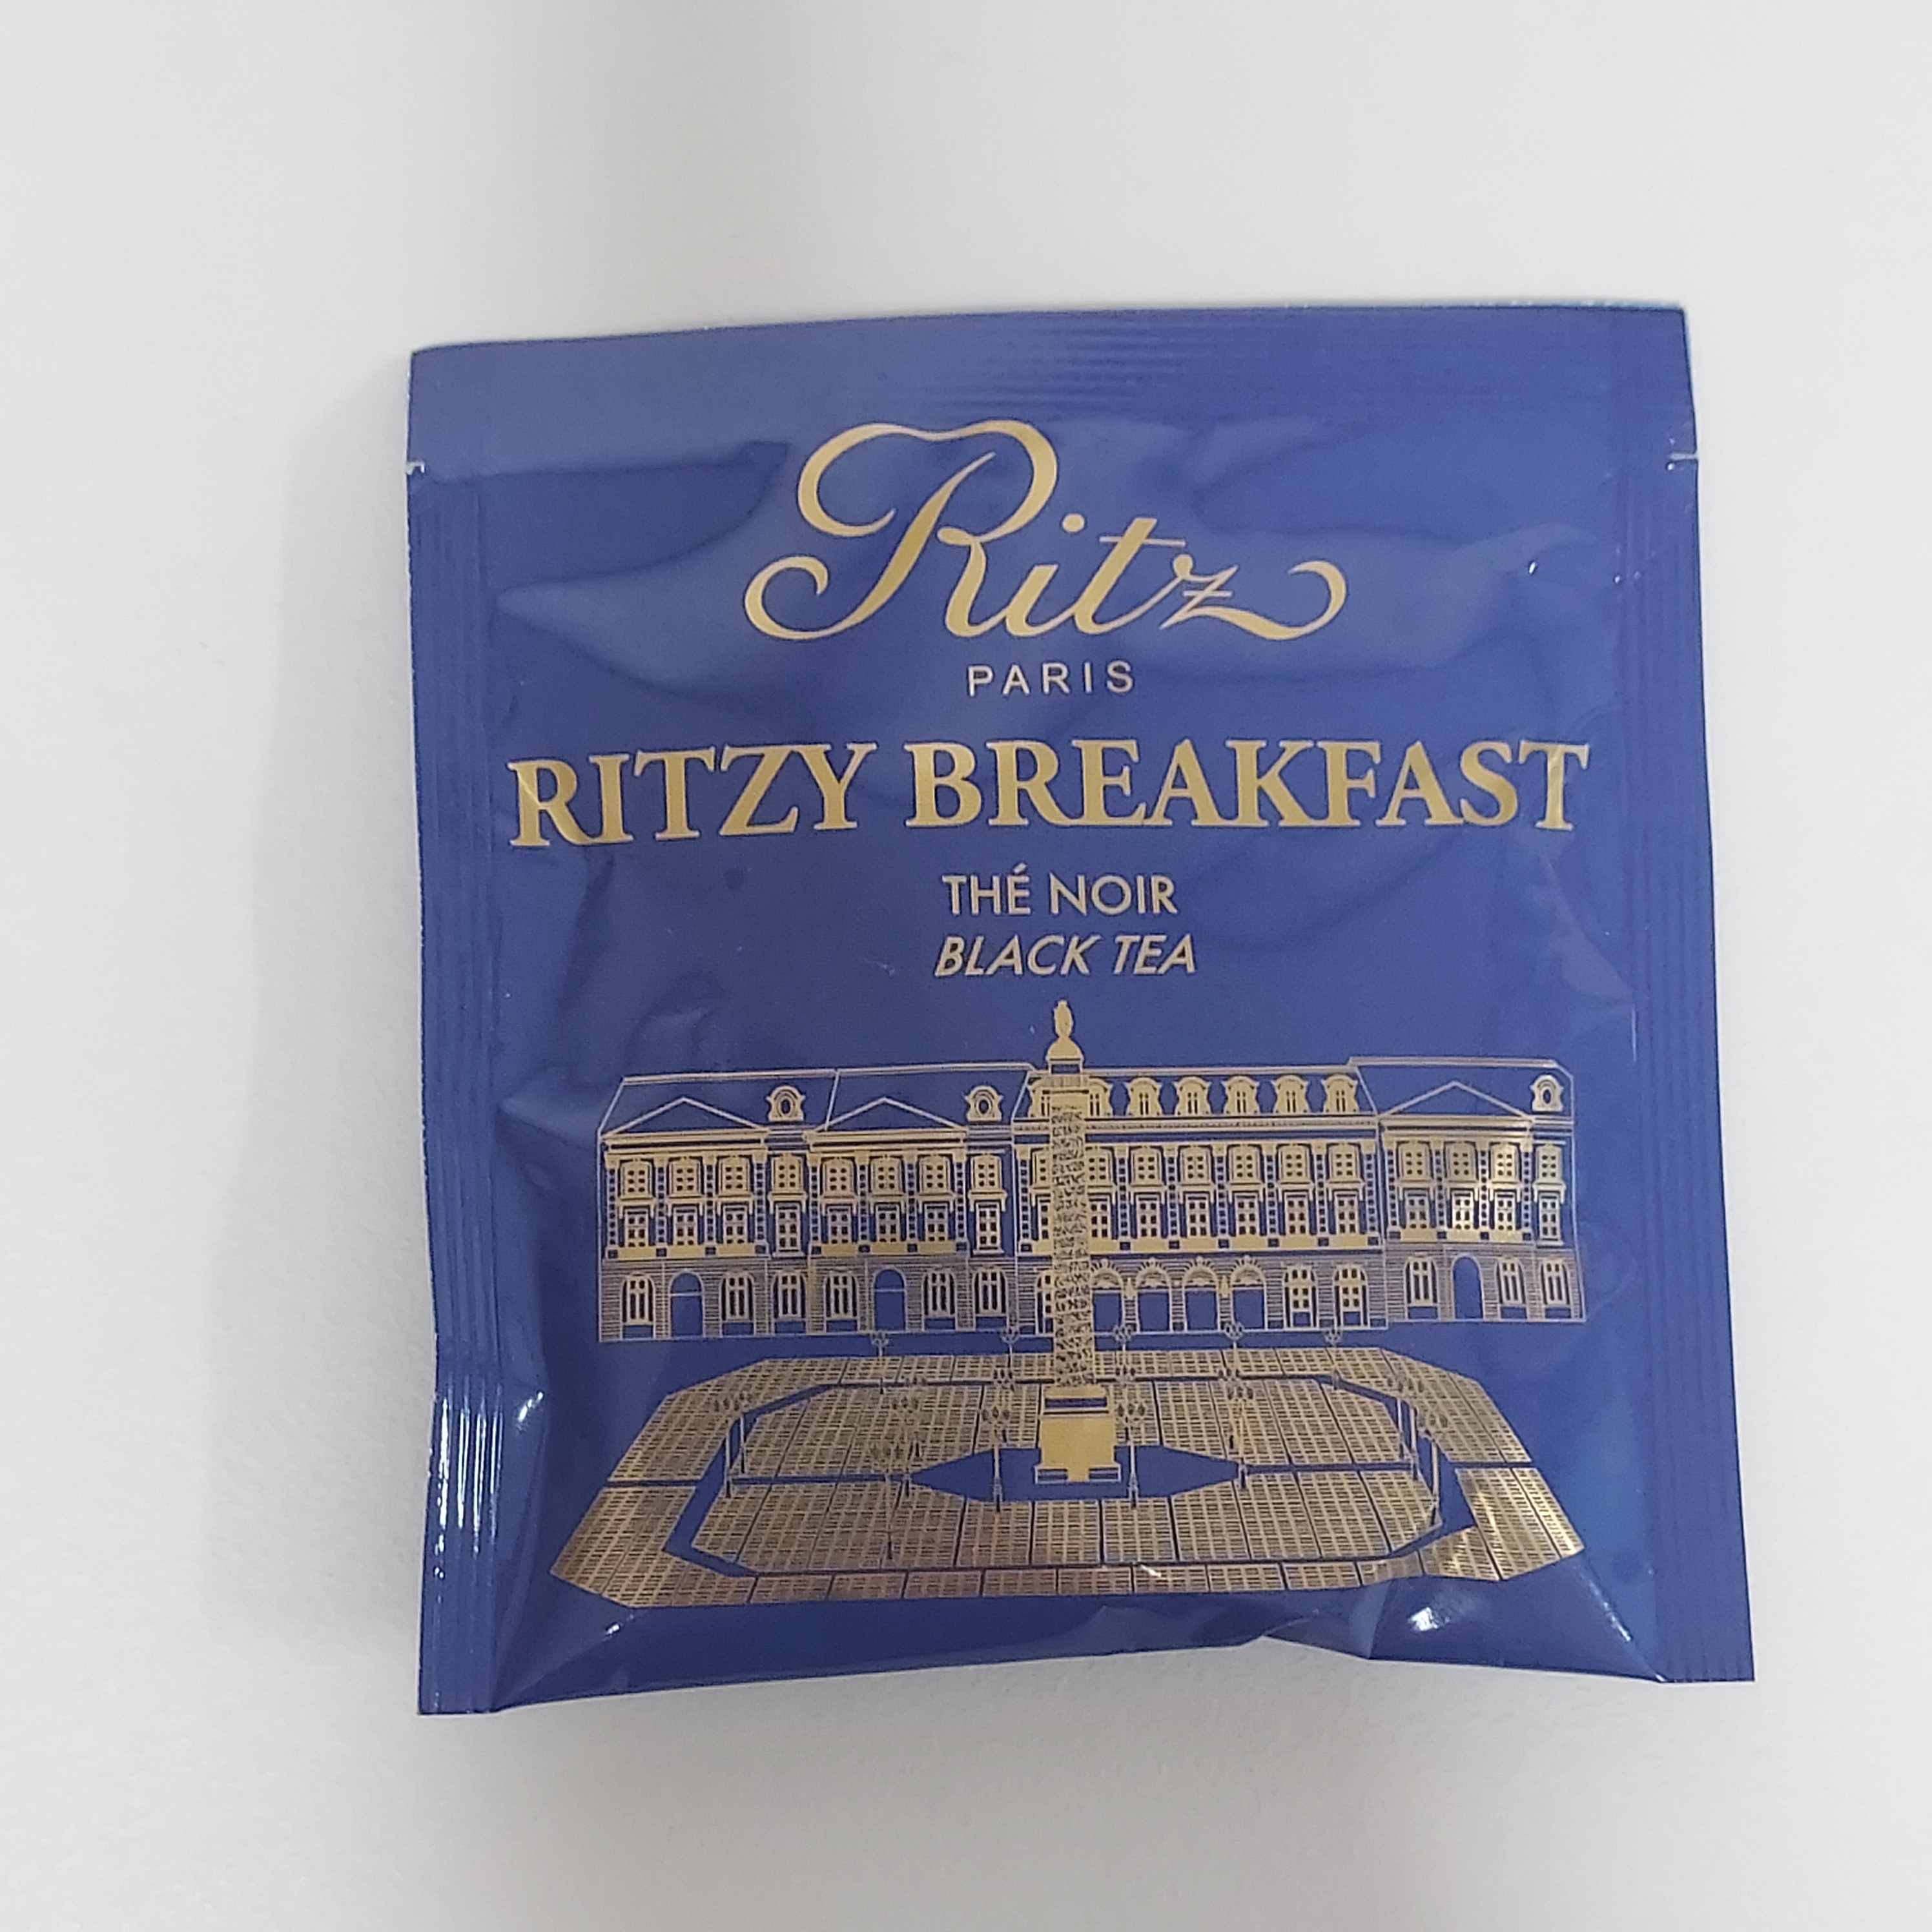 Ritz
PARIS
RITZY BREAKFAST
THÉ NOIR
BLACK TEA